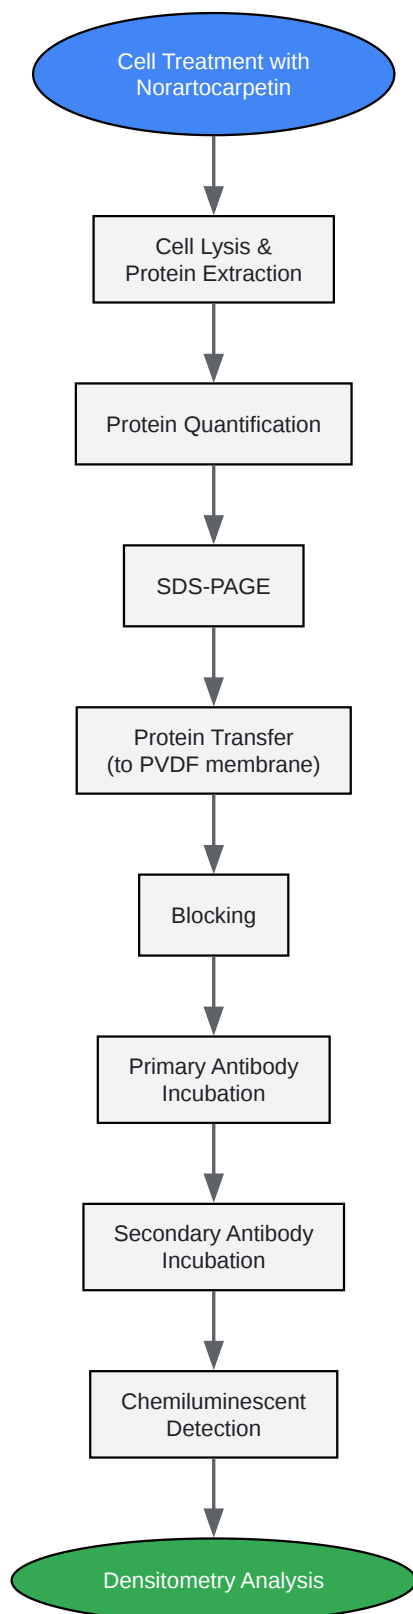 Cell Treatment with
Norartocarpetin
Cell Lysis &
Protein Extraction
Protein Quantification
SDS-PAGE
Protein Transfer
(to PVDF membrane)
Blocking
Primary Antibody
Incubation
Secondary Antibody
Incubation
Chemiluminescent
Detection
Densitometry Analysis